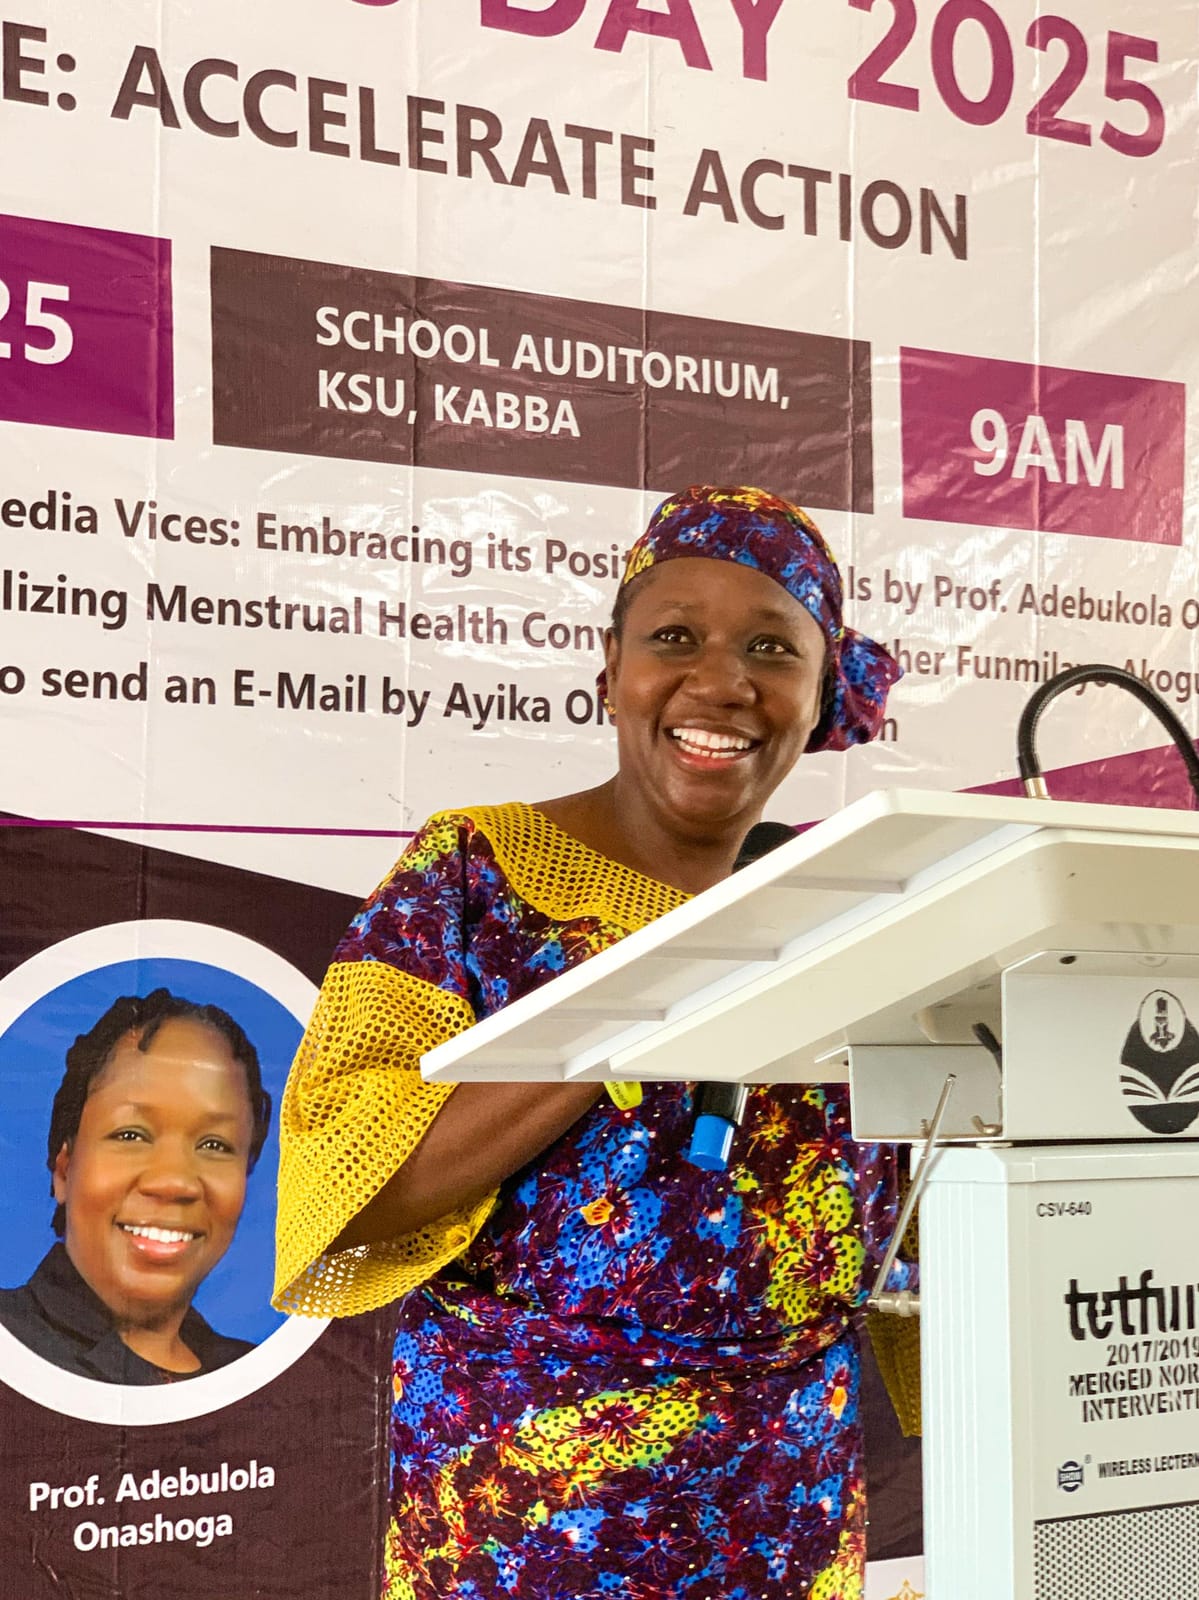 DAY 2025
E: ACCELERATE ACTION
25
SCHOOL AUDITORIUM,
KSU, KABBA
9AM
edia Vices: Embracing its Posi ls by Prof. Adebukola O
lizing Menstrual Health Conv her Funmilayo Akogu
o send an E-Mail by Ayika Ol n
Prof. Adebulola
Onashoga
CSV-640
tetfun
2017/2019
MERGED NOR
INTERVENTI
SHOW
WIRELESS LECTERN